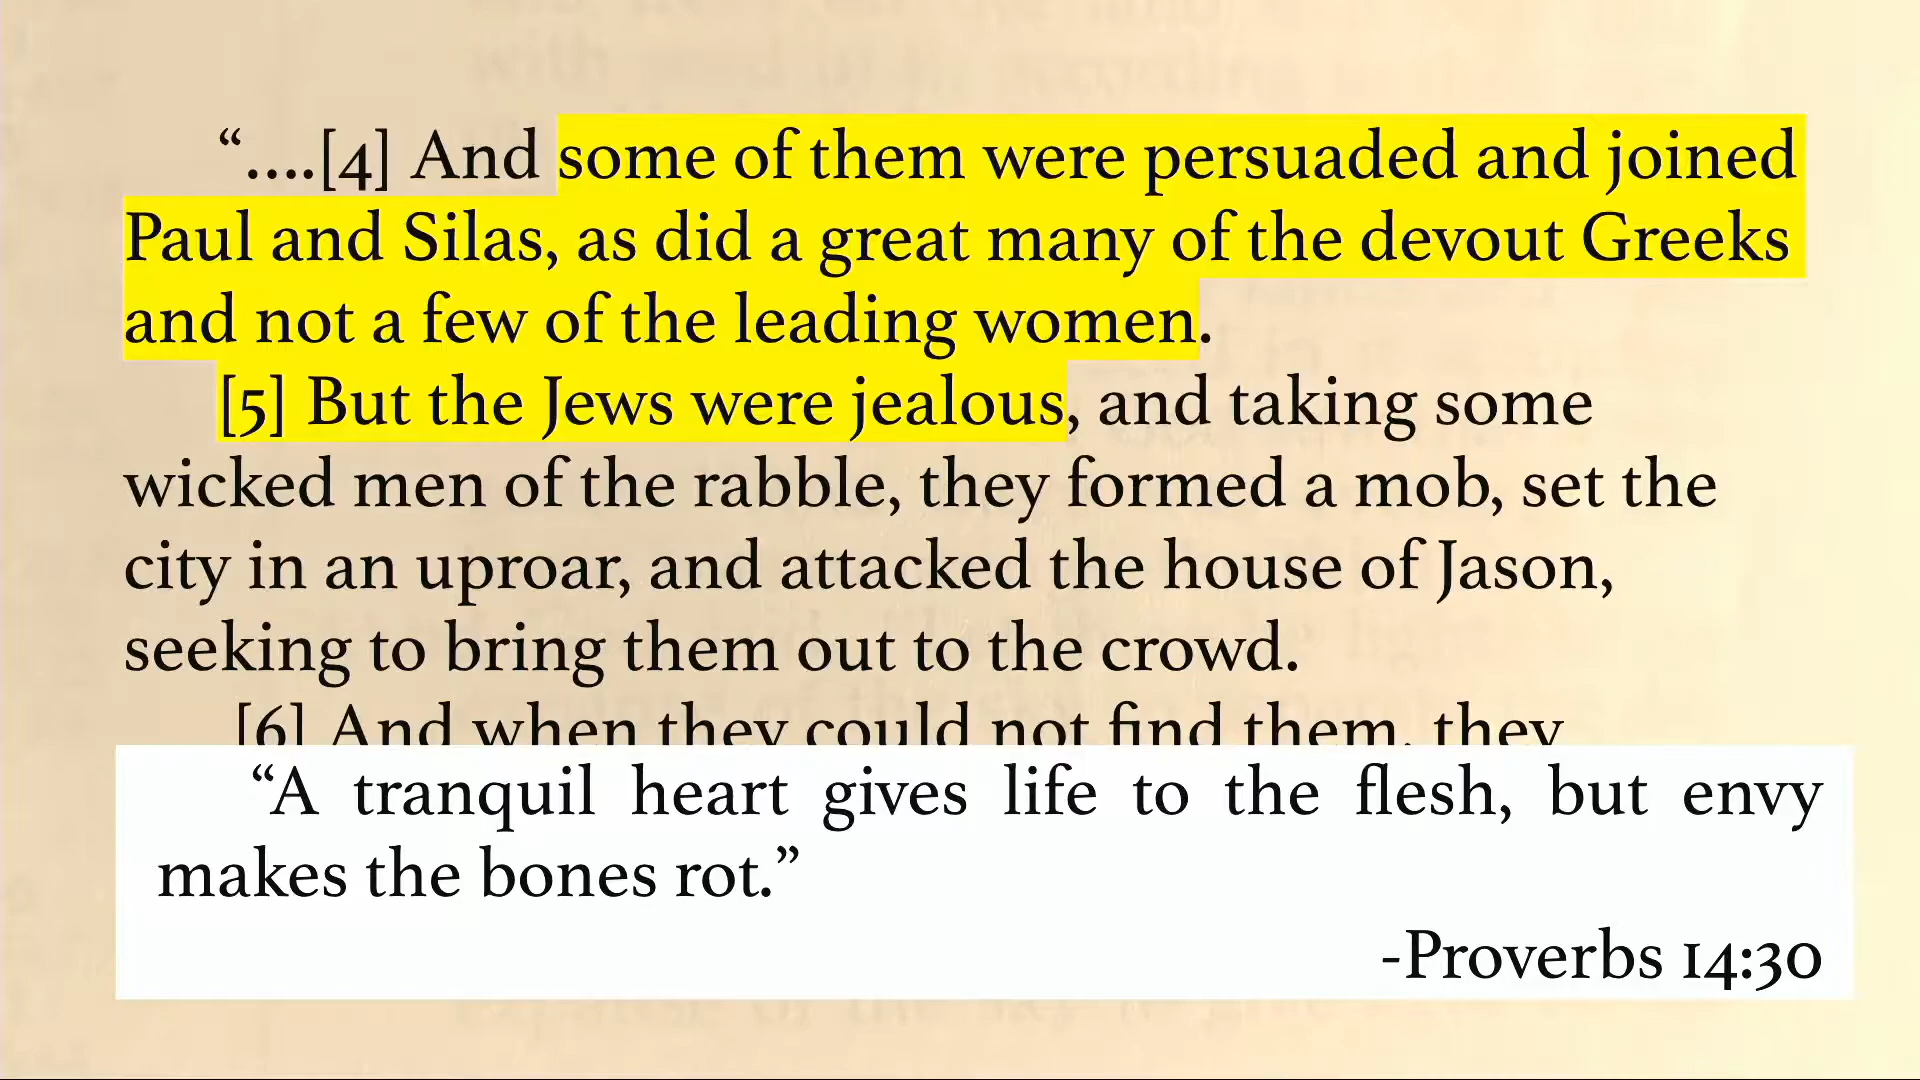 “....[4] And some of them were persuaded and joined
Paul and Silas, as did a great many of the devout Greeks
and not a few of the leading women.
[5] But the Jews were jealous, and taking some
wicked men of the rabble, they formed a mob, set the
city in an uproar, and attacked the house of Jason,
seeking to bring them out to the crowd.
[6] And when they could not find them, they
“A tranquil heart gives life to the flesh, but envy
makes the bones rot.”
-Proverbs 14:30